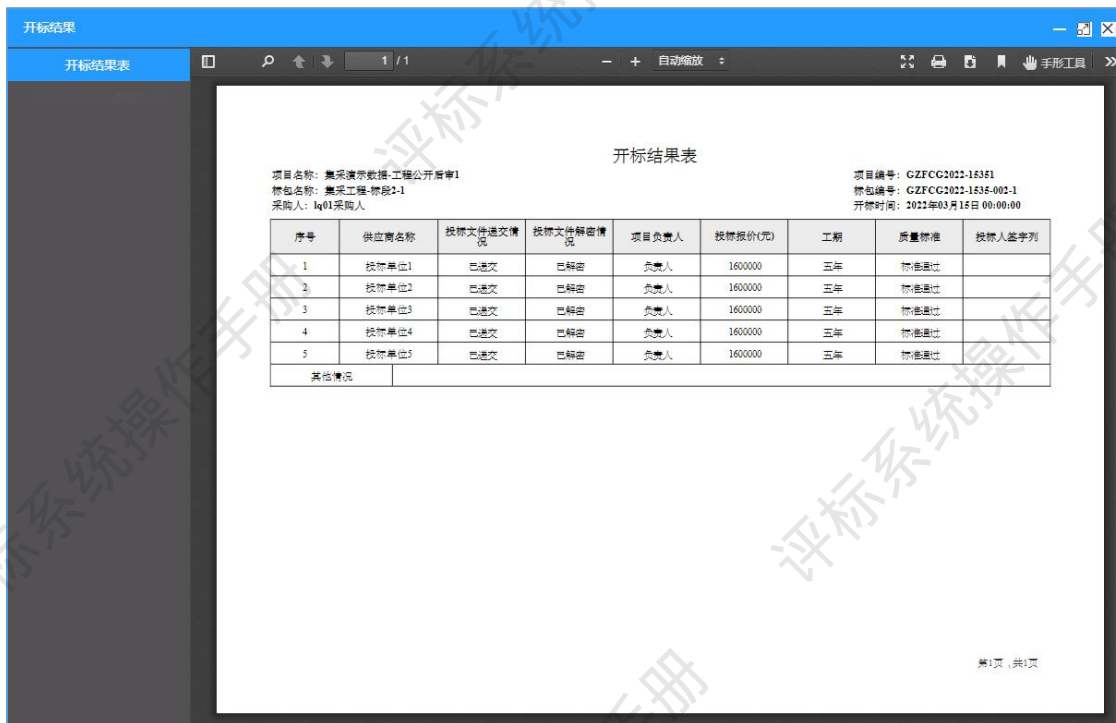 开标结果
开标结果表
1 / 1
自动缩放
手形工具
开标结果表
项目名称：集采演示数据-工程公开后审1
项目编号：GZFCG2022-15351
标包名称：集采工程-标段2-1
标包编号：GZFCG2022-1535-002-1
采购人：lq01采购人
开标时间：2022年03月15日 00:00:00
序号 供应商名称 投标文件递交情况 投标文件解密情况 项目负责人 投标报价(元) 工期 质量标准 投标人签字列
1 投标单位1 已递交 已解密 负责人 1600000 五年 标准通过
2 投标单位2 已递交 已解密 负责人 1600000 五年 标准通过
3 投标单位3 已递交 已解密 负责人 1600000 五年 标准通过
4 投标单位4 已递交 已解密 负责人 1600000 五年 标准通过
5 投标单位5 已递交 已解密 负责人 1600000 五年 标准通过
其他情况
第1页 ,共1页
评标系统操作手册